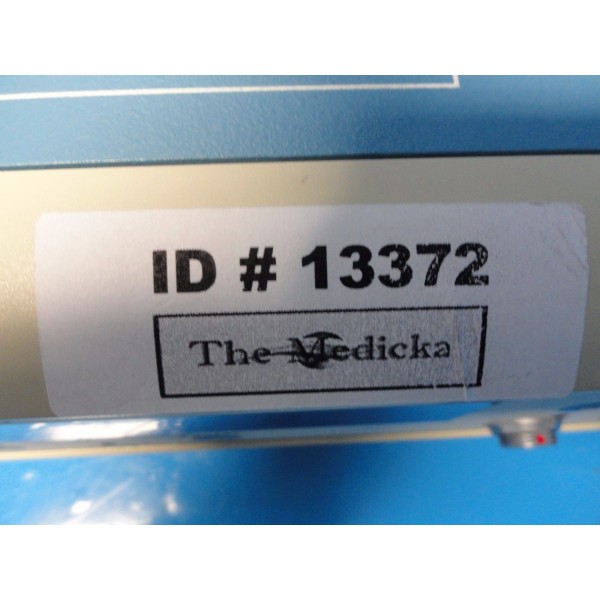 ID # 13372
The Medicka